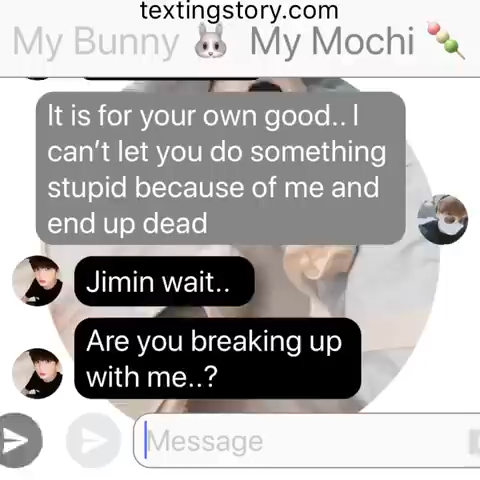 textingstory.com
My Bunny 🐰 My Mochi 🍡
It is for your own good.. I
can't let you do something
stupid because of me and
end up dead
Jimin wait..
Are you breaking up
with me..?
Message